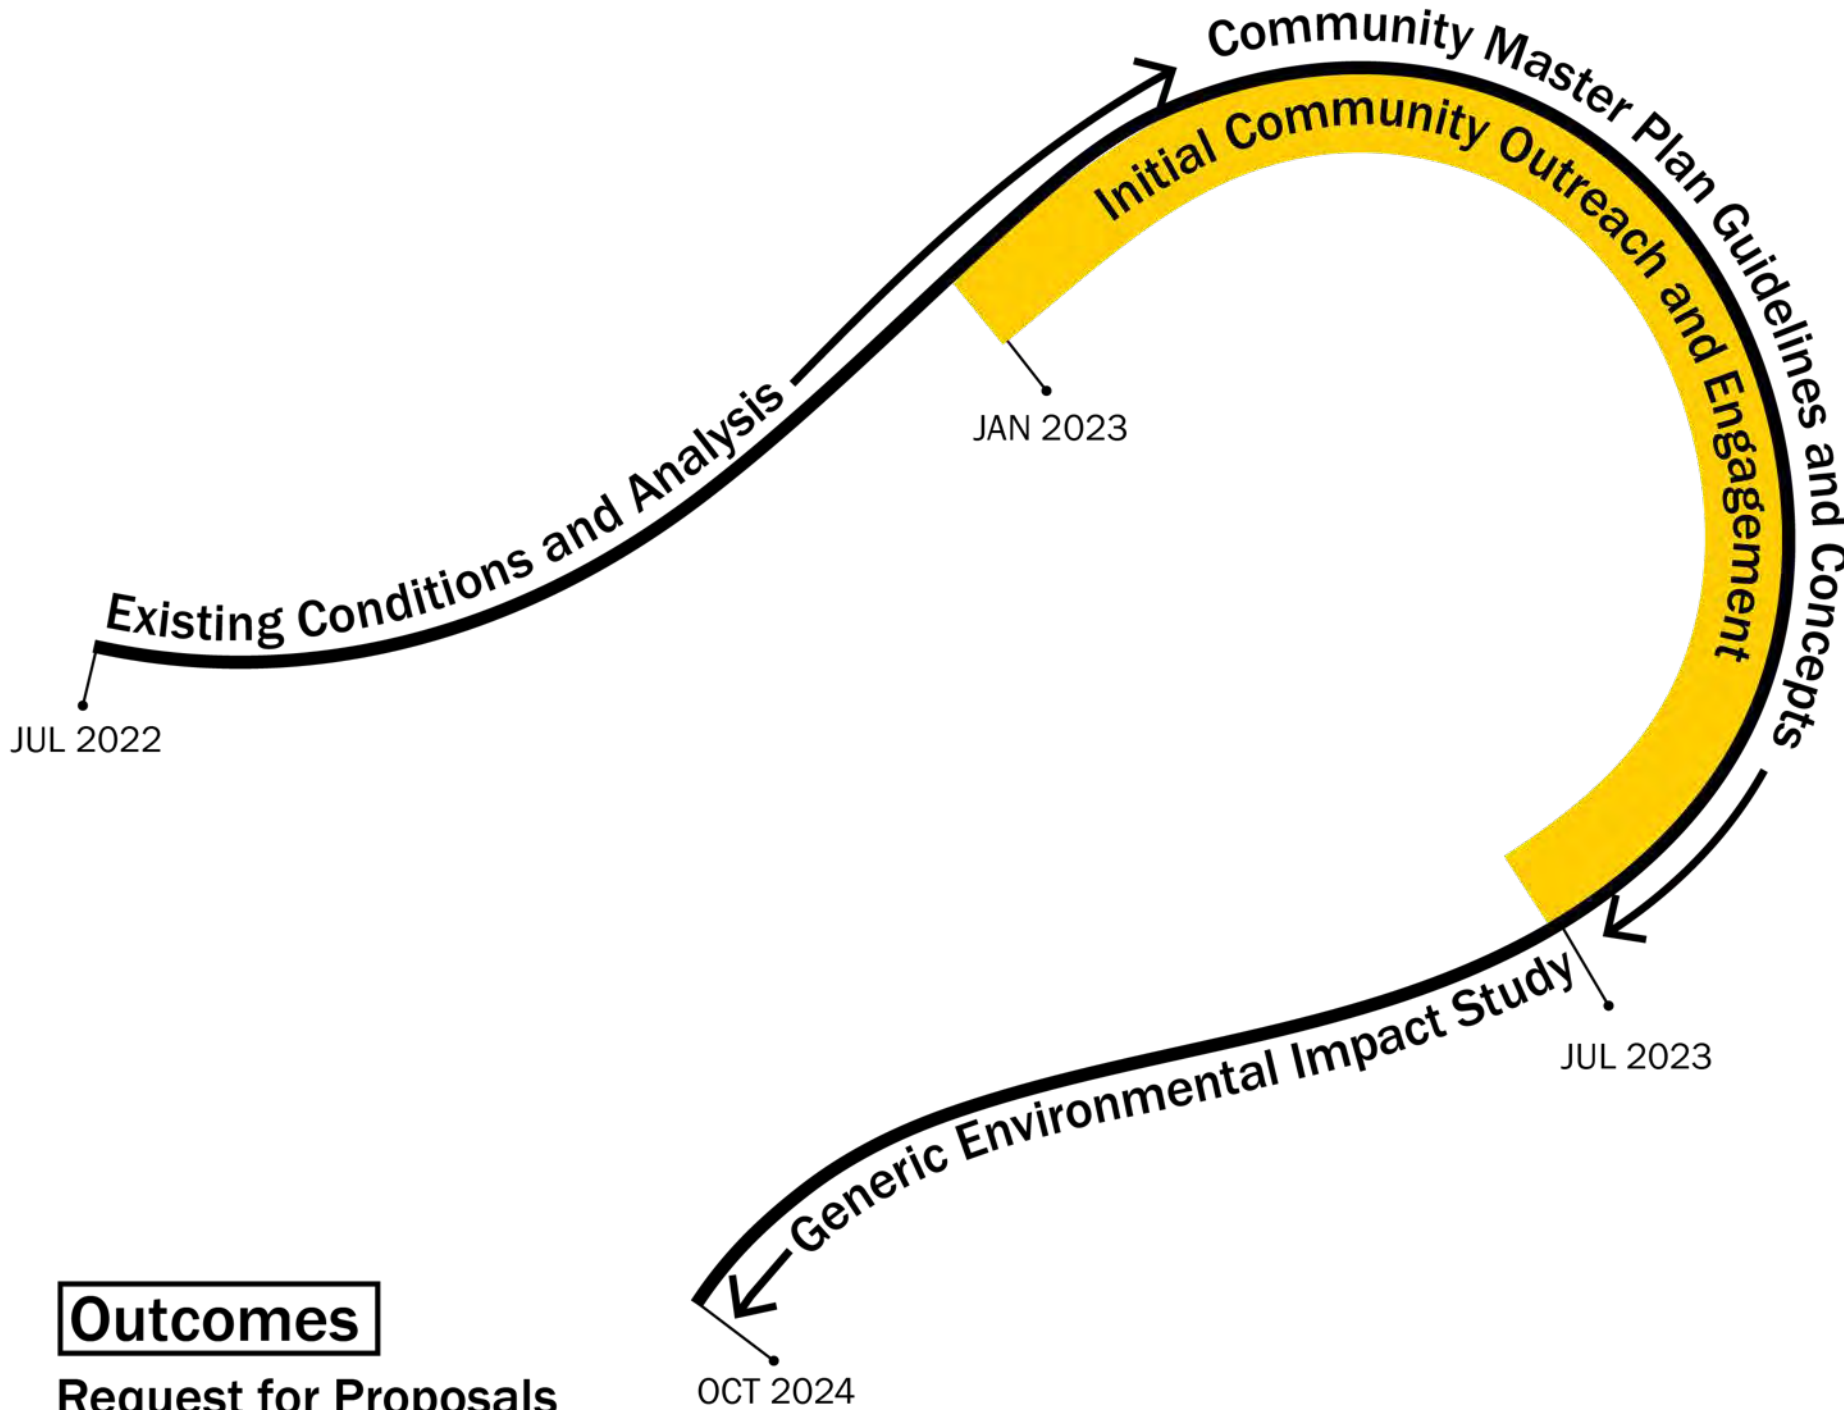 Existing Conditions and Analysis
JUL 2022
Community Master Plan Guidelines and Concepts
Initial Community Outreach and Engagement
JAN 2023
JUL 2023
Generic Environmental Impact Study
OCT 2024
Outcomes
Request for Proposals